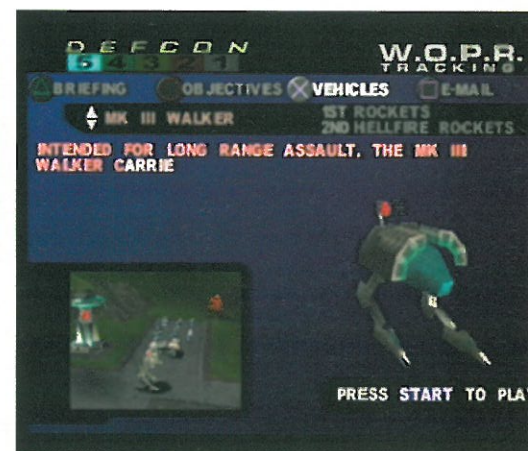 DEFCON
5 4 3 2 1
W.O.P.R.
TRACKING
BRIEFING OBJECTIVES VEHICLES E-MAIL
MK III WALKER
1ST ROCKETS
2ND HELLFIRE ROCKETS
INTENDED FOR LONG RANGE ASSAULT, THE MK III
WALKER CARRIE
PRESS START TO PLA